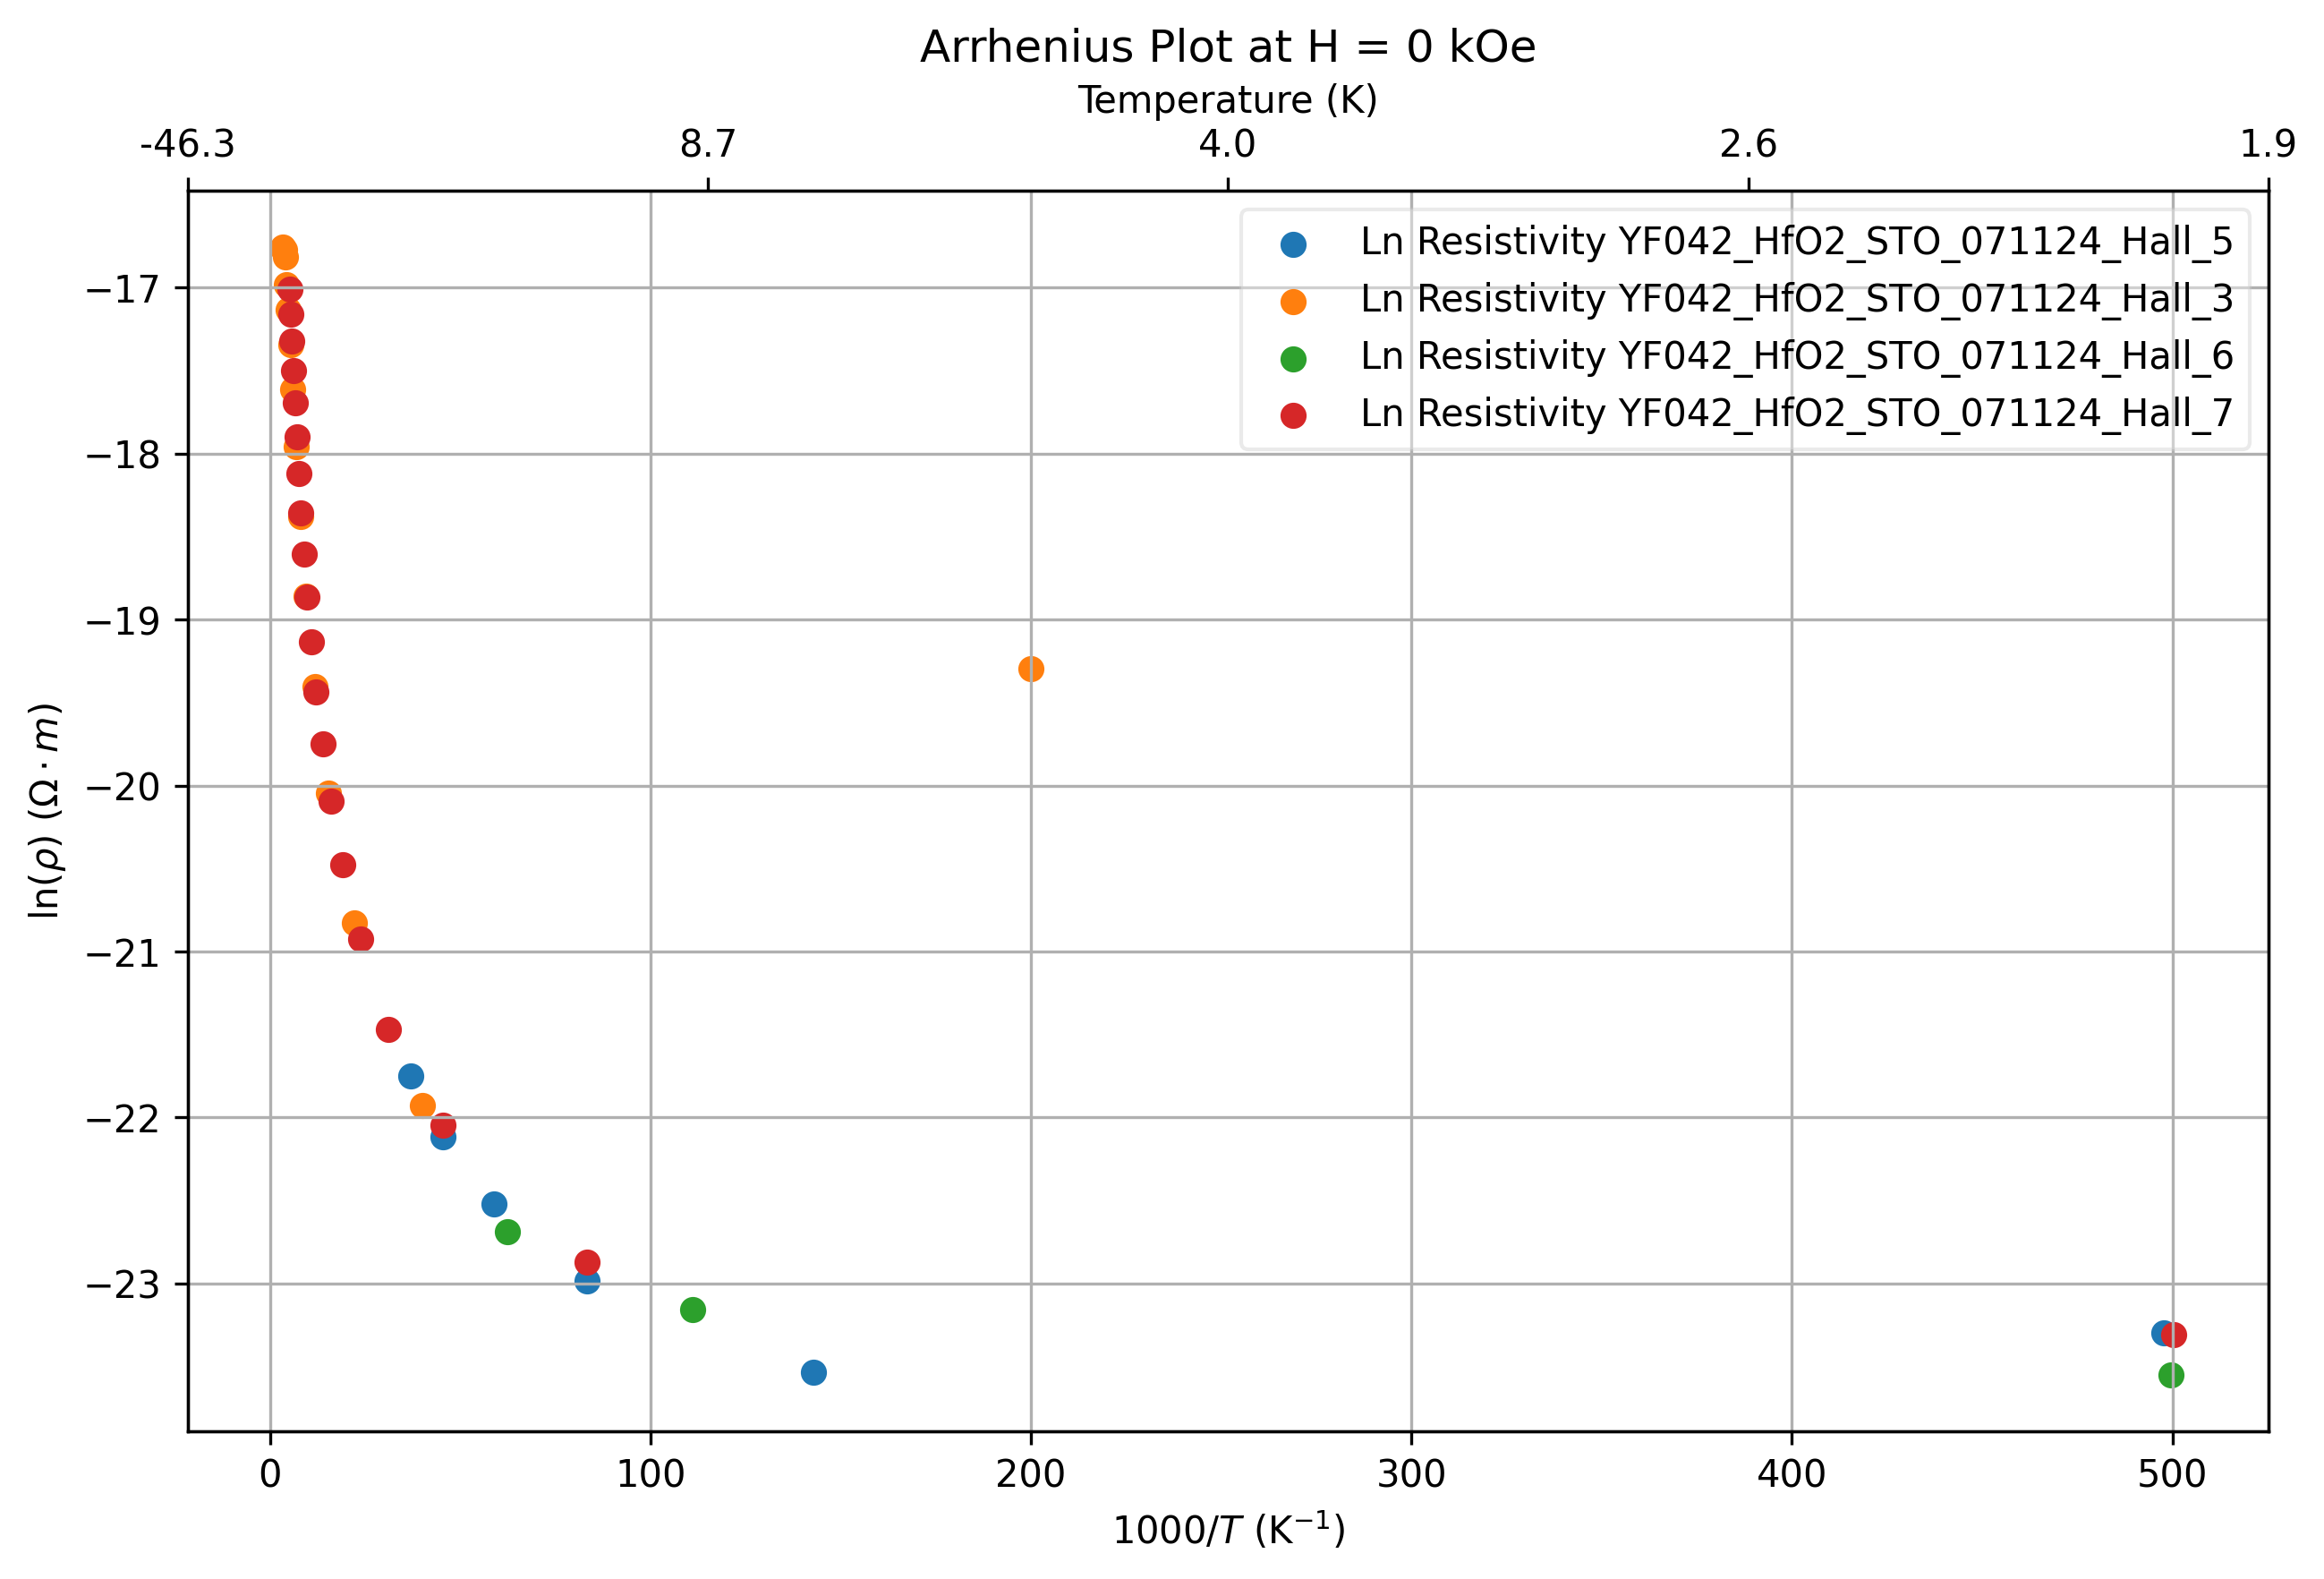 Arrhenius Plot at H = 0 kOe
Temperature (K)
-46.3 8.7 4.0 2.6 1.9
Ln Resistivity YF042_HfO2_STO_071124_Hall_5
Ln Resistivity YF042_HfO2_STO_071124_Hall_3
Ln Resistivity YF042_HfO2_STO_071124_Hall_6
Ln Resistivity YF042_HfO2_STO_071124_Hall_7
−17
−18
−19
−20
−21
−22
−23
ln(ρ) (Ω · m)
0 100 200 300 400 500
1000/T (K⁻¹)